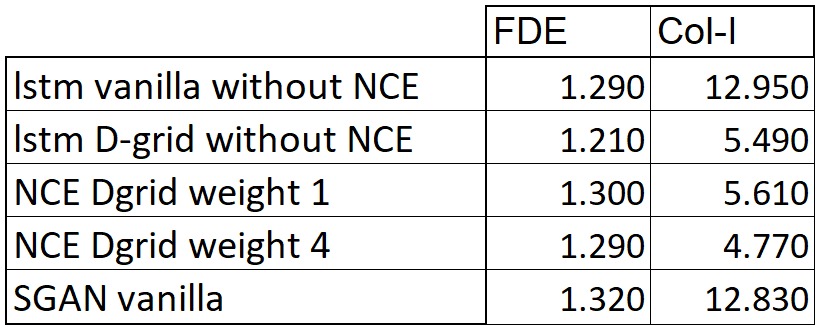 FDE Col-I
lstm vanilla without NCE 1.290 12.950
lstm D-grid without NCE 1.210 5.490
NCE Dgrid weight 1 1.300 5.610
NCE Dgrid weight 4 1.290 4.770
SGAN vanilla 1.320 12.830